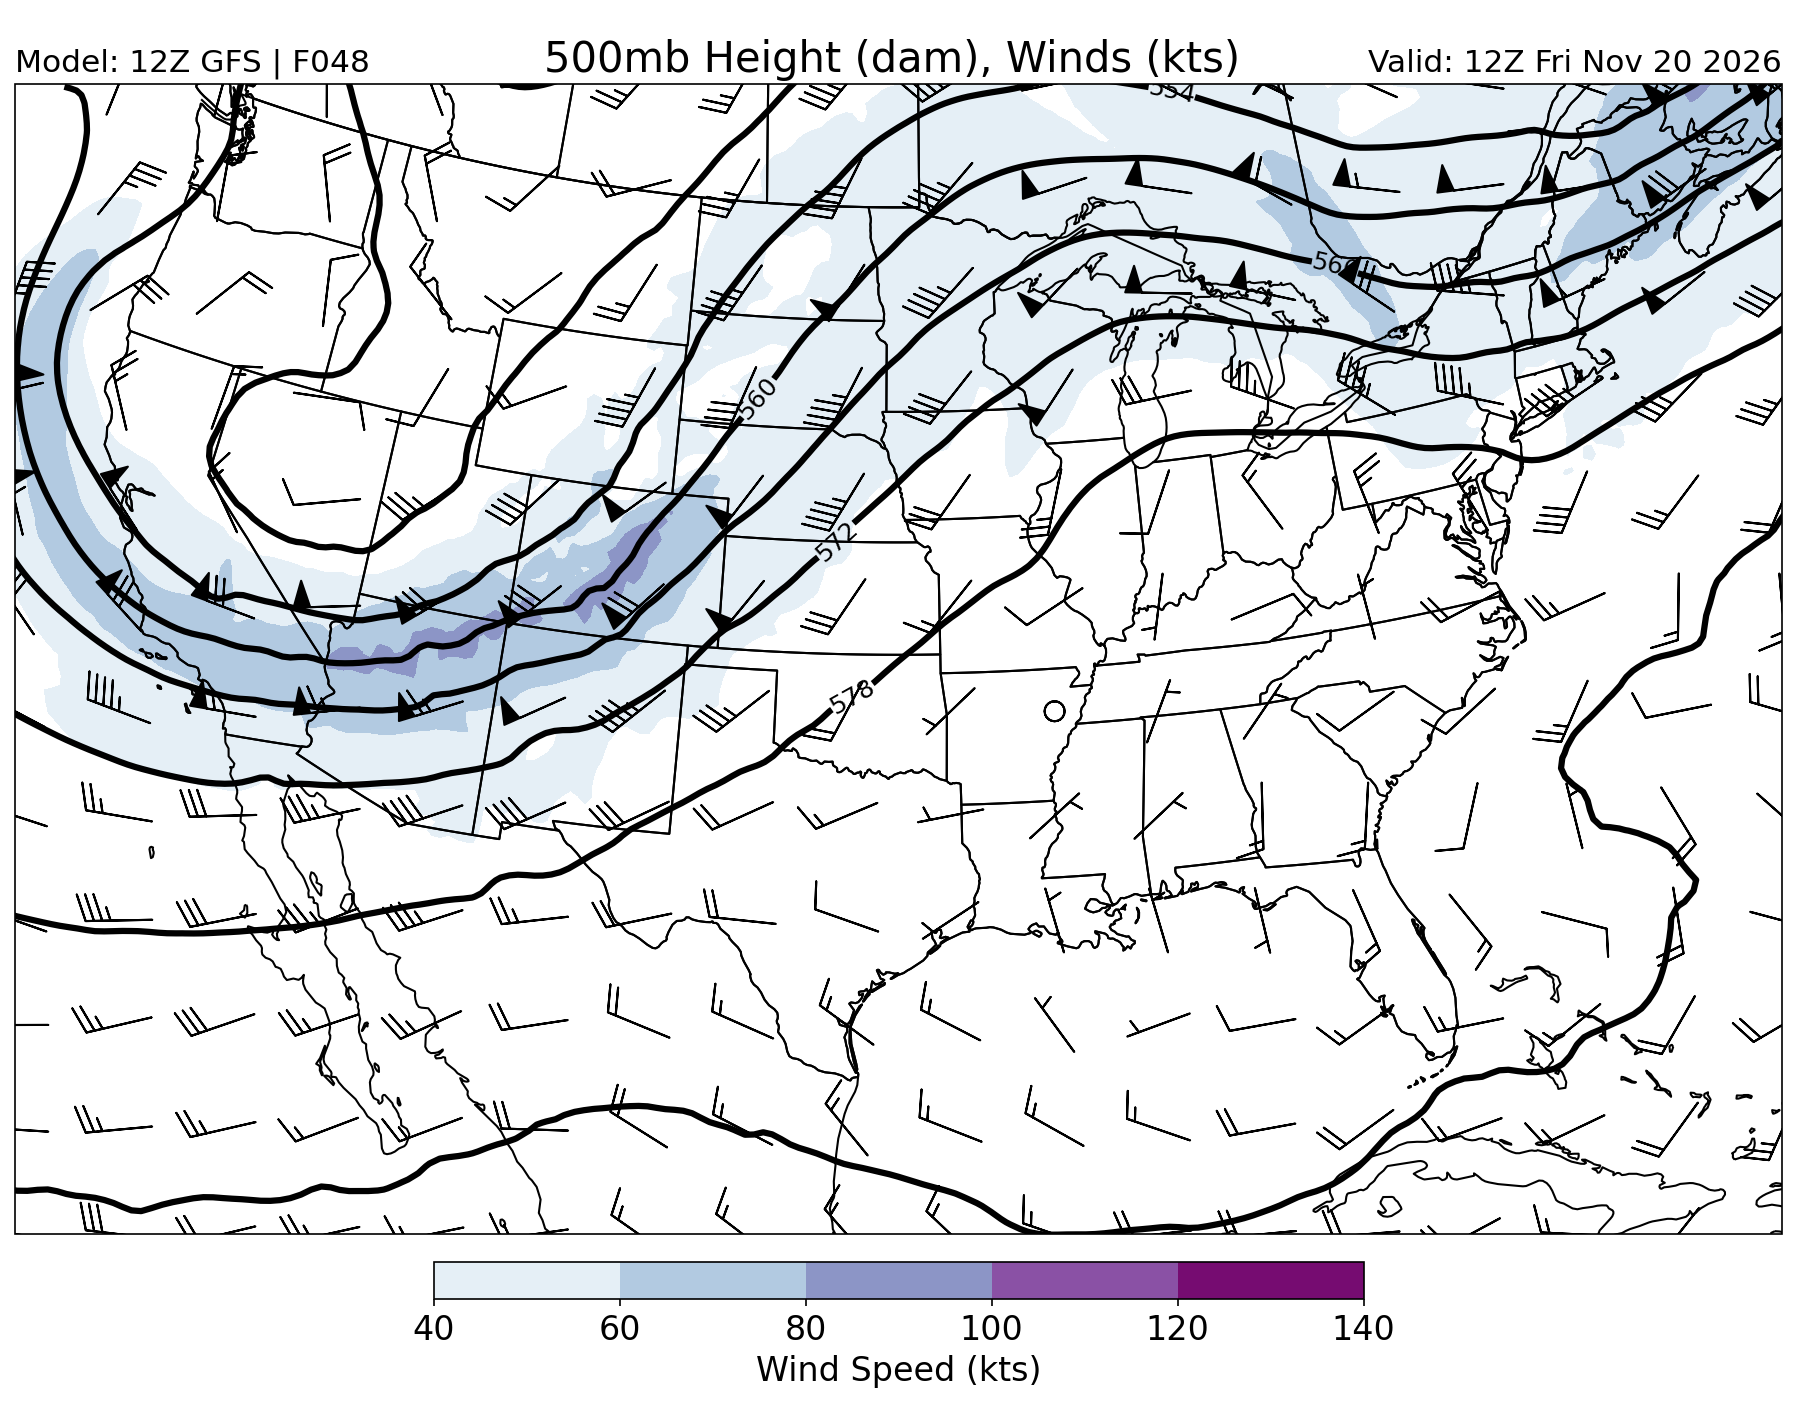 Model: 12Z GFS | F048
500mb Height (dam), Winds (kts)
Valid: 12Z Fri Nov 20 2026
554
560
572
578
40 60 80 100 120 140
Wind Speed (kts)